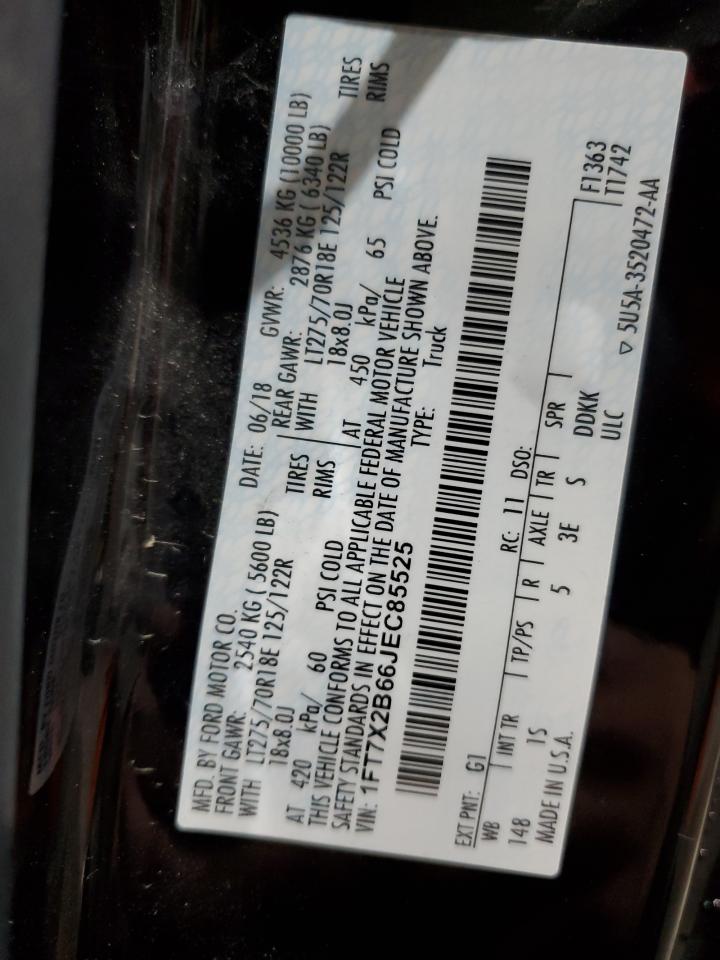 MFD. BY FORD MOTOR CO.
DATE: 06/18 GVWR: 4536 KG (10000 LB)
FRONT GAWR: 2540 KG ( 5600 LB) REAR GAWR: 2876 KG ( 6340 LB)
WITH LT275/70R18E 125/122R TIRES WITH LT275/70R18E 125/122R TIRES
18x8.0J RIMS 18x8.0J RIMS
AT 420 kPa/ 60 PSI COLD AT 450 kPa/ 65 PSI COLD
THIS VEHICLE CONFORMS TO ALL APPLICABLE FEDERAL MOTOR VEHICLE
SAFETY STANDARDS IN EFFECT ON THE DATE OF MANUFACTURE SHOWN ABOVE.
VIN: 1FT7X2B66JEC85525 TYPE: Truck
EXT PNT: G1 RC: 11 DSO:
WB INT TR TP/PS R AXLE TR SPR F1363
148 1S 5 3E S DDKK T1742
MADE IN U.S.A. ULC
▽ 5U5A-3520472-AA